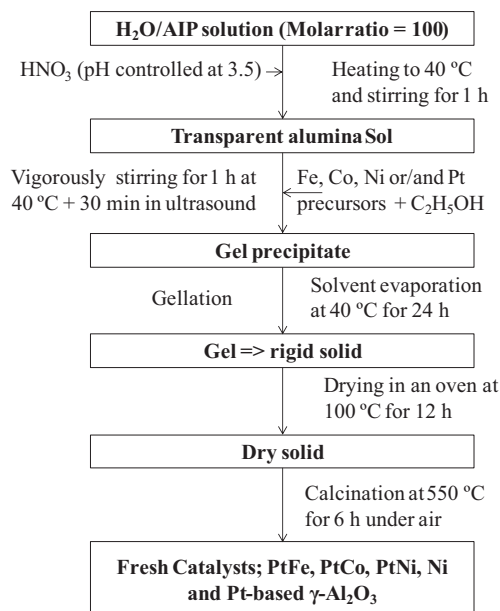 H₂O/AIP solution (Molarratio = 100)
HNO₃ (pH controlled at 3.5)
Heating to 40 ºC
and stirring for 1 h
Transparent alumina Sol
Vigorously stirring for 1 h at
40 ºC + 30 min in ultrasound
Fe, Co, Ni or/and Pt
precursors + C₂H₅OH
Gel precipitate
Gellation
Solvent evaporation
at 40 ºC for 24 h
Gel => rigid solid
Drying in an oven at
100 ºC for 12 h
Dry solid
Calcination at 550 ºC
for 6 h under air
Fresh Catalysts; PtFe, PtCo, PtNi, Ni
and Pt-based γ-Al₂O₃